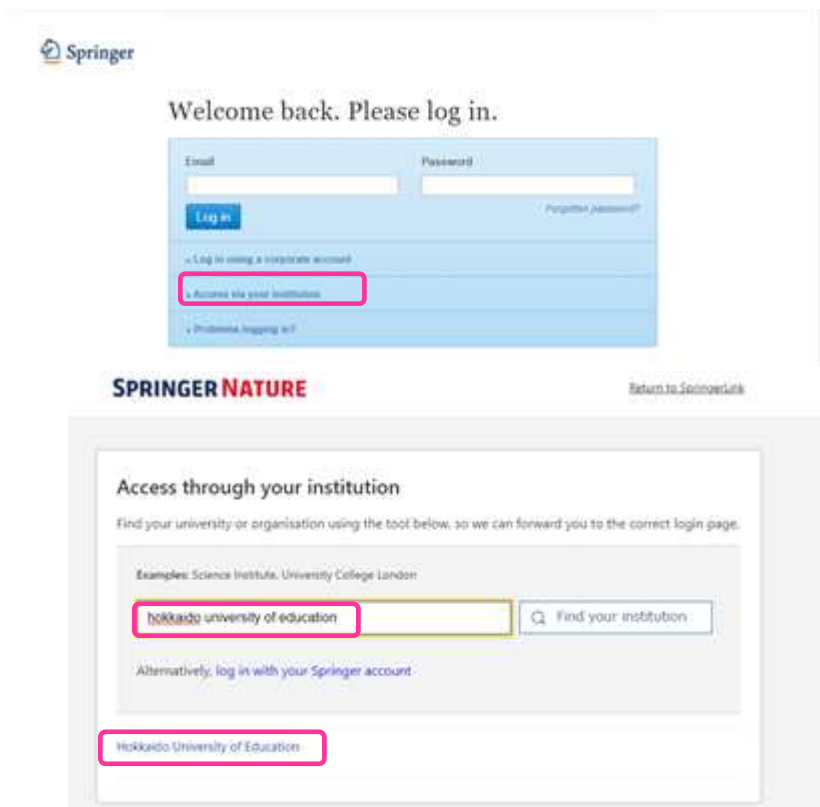 Springer
Welcome back. Please log in.
Email
Password
Log in
Forgotten password?
» Log in using a corporate account
» Access via your institution
» Problems logging in?
SPRINGER NATURE
Return to SpringerLink
Access through your institution
Find your university or organisation using the tool below, so we can forward you to the correct login page.
Examples: Science Institute, University College London
hokkaido university of education
Find your institution
Alternatively, log in with your Springer account
Hokkaido University of Education